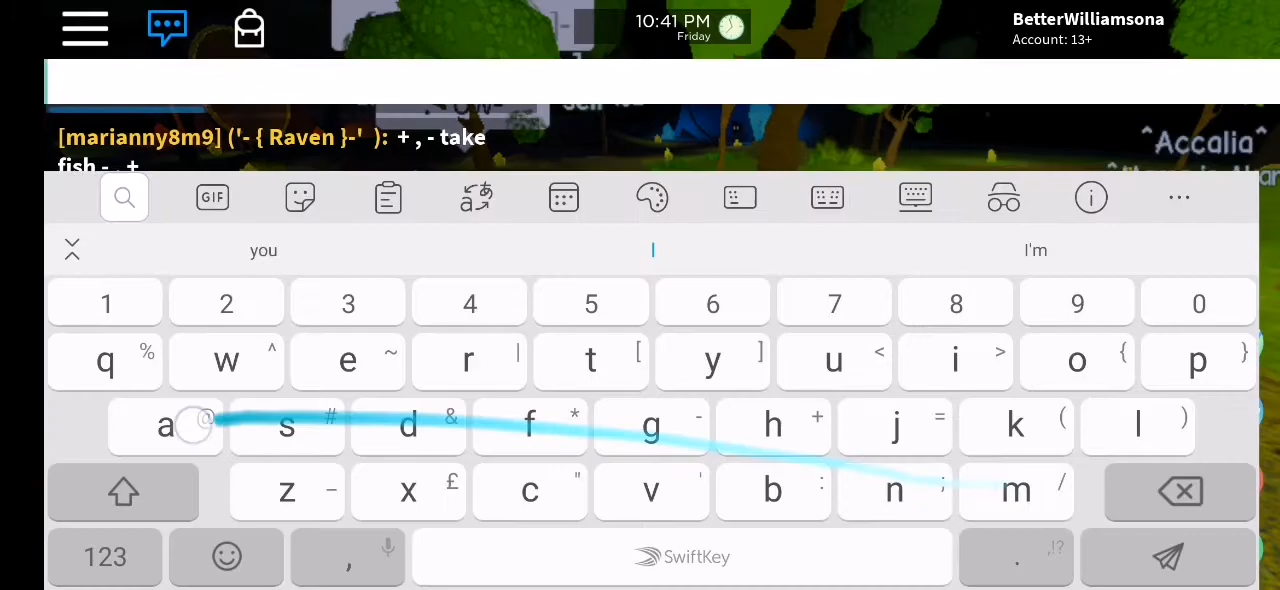 10:41 PM
Friday
BetterWilliamsona
Account: 13+
[marianny8m9] ('- { Raven }-' ): + , - take
fish - , +
^Accalia^
GIF
you I I'm
1 2 3 4 5 6 7 8 9 0
q % w ^ e ~ r | t [ y ] u < i > o { p }
a @ s # d & f * g - h + j = k ( l )
z _ x £ c " v ' b : n ; m /
123 , SwiftKey . ,!?